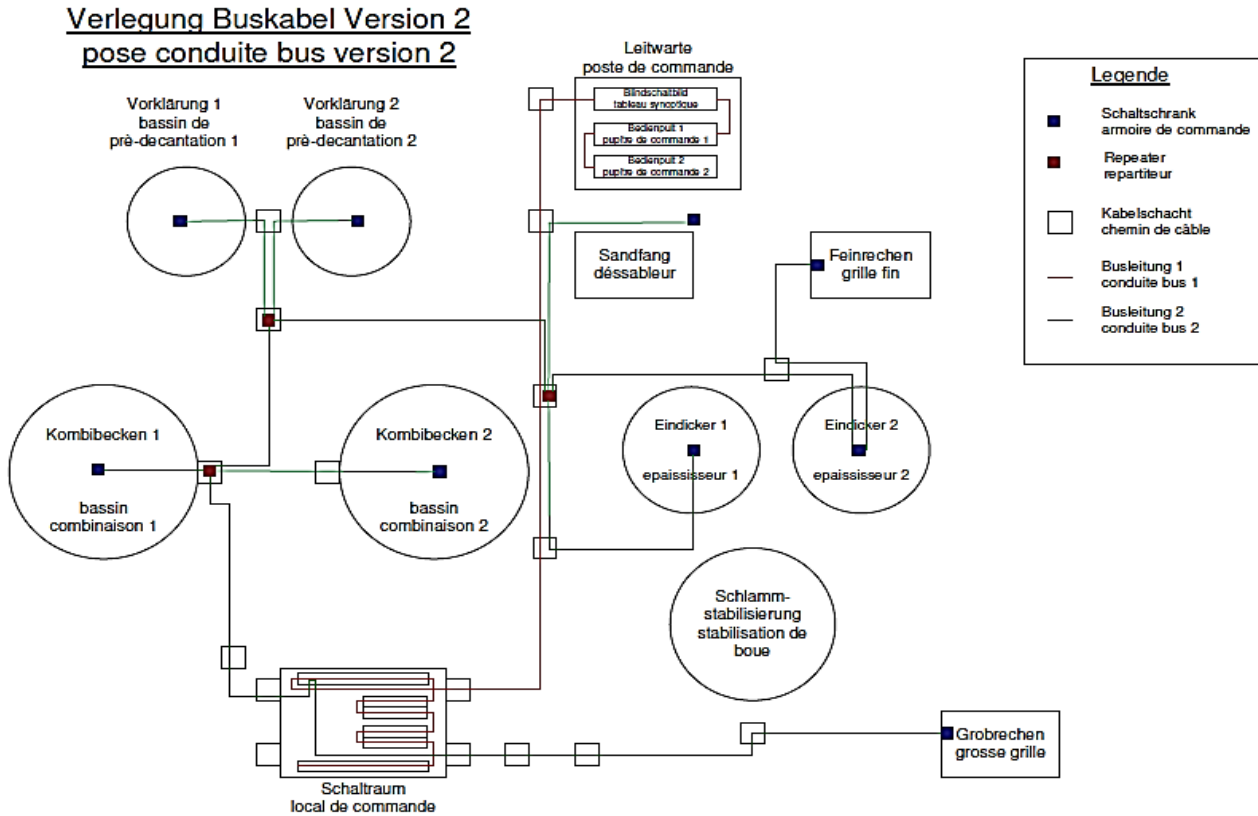 Verlegung Buskabel Version 2
pose conduite bus version 2
Leitwarte
poste de commande
Blindschaltbild
tableau synoptique
Bedienpult 1
pupitre de commande 1
Bedienpult 2
pupitre de commande 2
Legende
Schaltschrank
armoire de commande
Repeater
repartiteur
Kabelschacht
chemin de câble
Busleitung 1
conduite bus 1
Busleitung 2
conduite bus 2
Vorklärung 1
bassin de
prè-decantation 1
Vorklärung 2
bassin de
prè-decantation 2
Sandfang
déssableur
Feinrechen
grille fin
Kombibecken 1
bassin
combinaison 1
Kombibecken 2
bassin
combinaison 2
Eindicker 1
epaississeur 1
Eindicker 2
epaississeur 2
Schlamm-
stabilisierung
stabilisation de
boue
Grobrechen
grosse grille
Schaltraum
local de commande